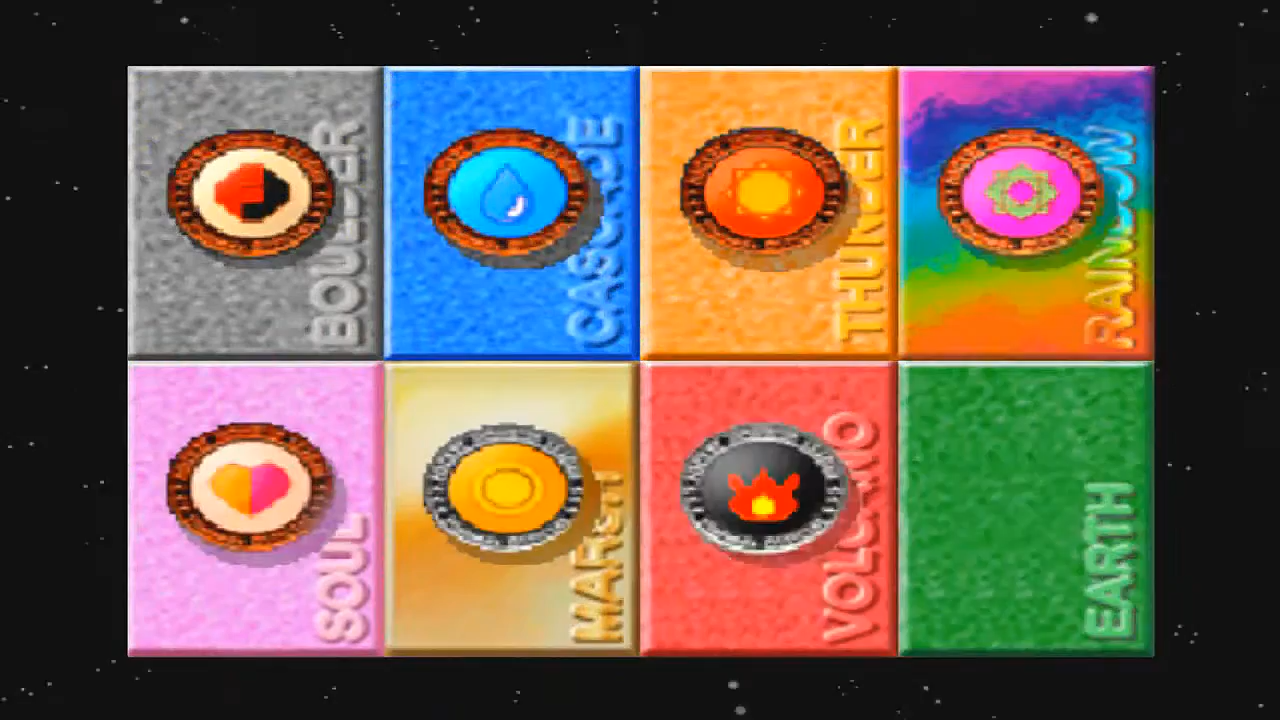 BOULDER
CASCADE
THUNDER
RAINBOW
SOUL
MARSH
VOLCANO
EARTH